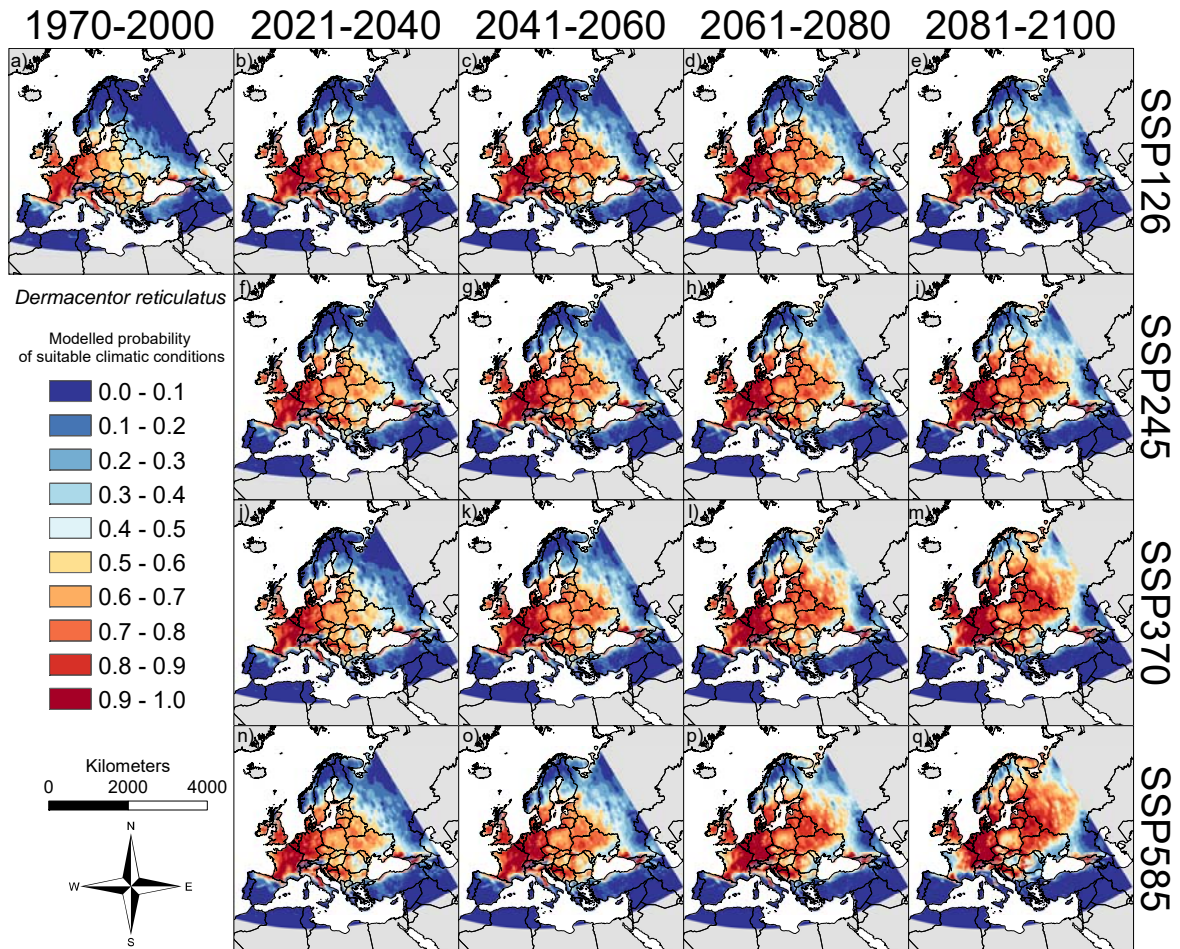 1970-2000 2021-2040 2041-2060 2061-2080 2081-2100
a) b) c) d) e)
SSP126
Dermacentor reticulatus
Modelled probability
of suitable climatic conditions
0.0 - 0.1
0.1 - 0.2
0.2 - 0.3
0.3 - 0.4
0.4 - 0.5
0.5 - 0.6
0.6 - 0.7
0.7 - 0.8
0.8 - 0.9
0.9 - 1.0
Kilometers
0 2000 4000
N
W E
S
f) g) h) i)
SSP245
j) k) l) m)
SSP370
n) o) p) q)
SSP585